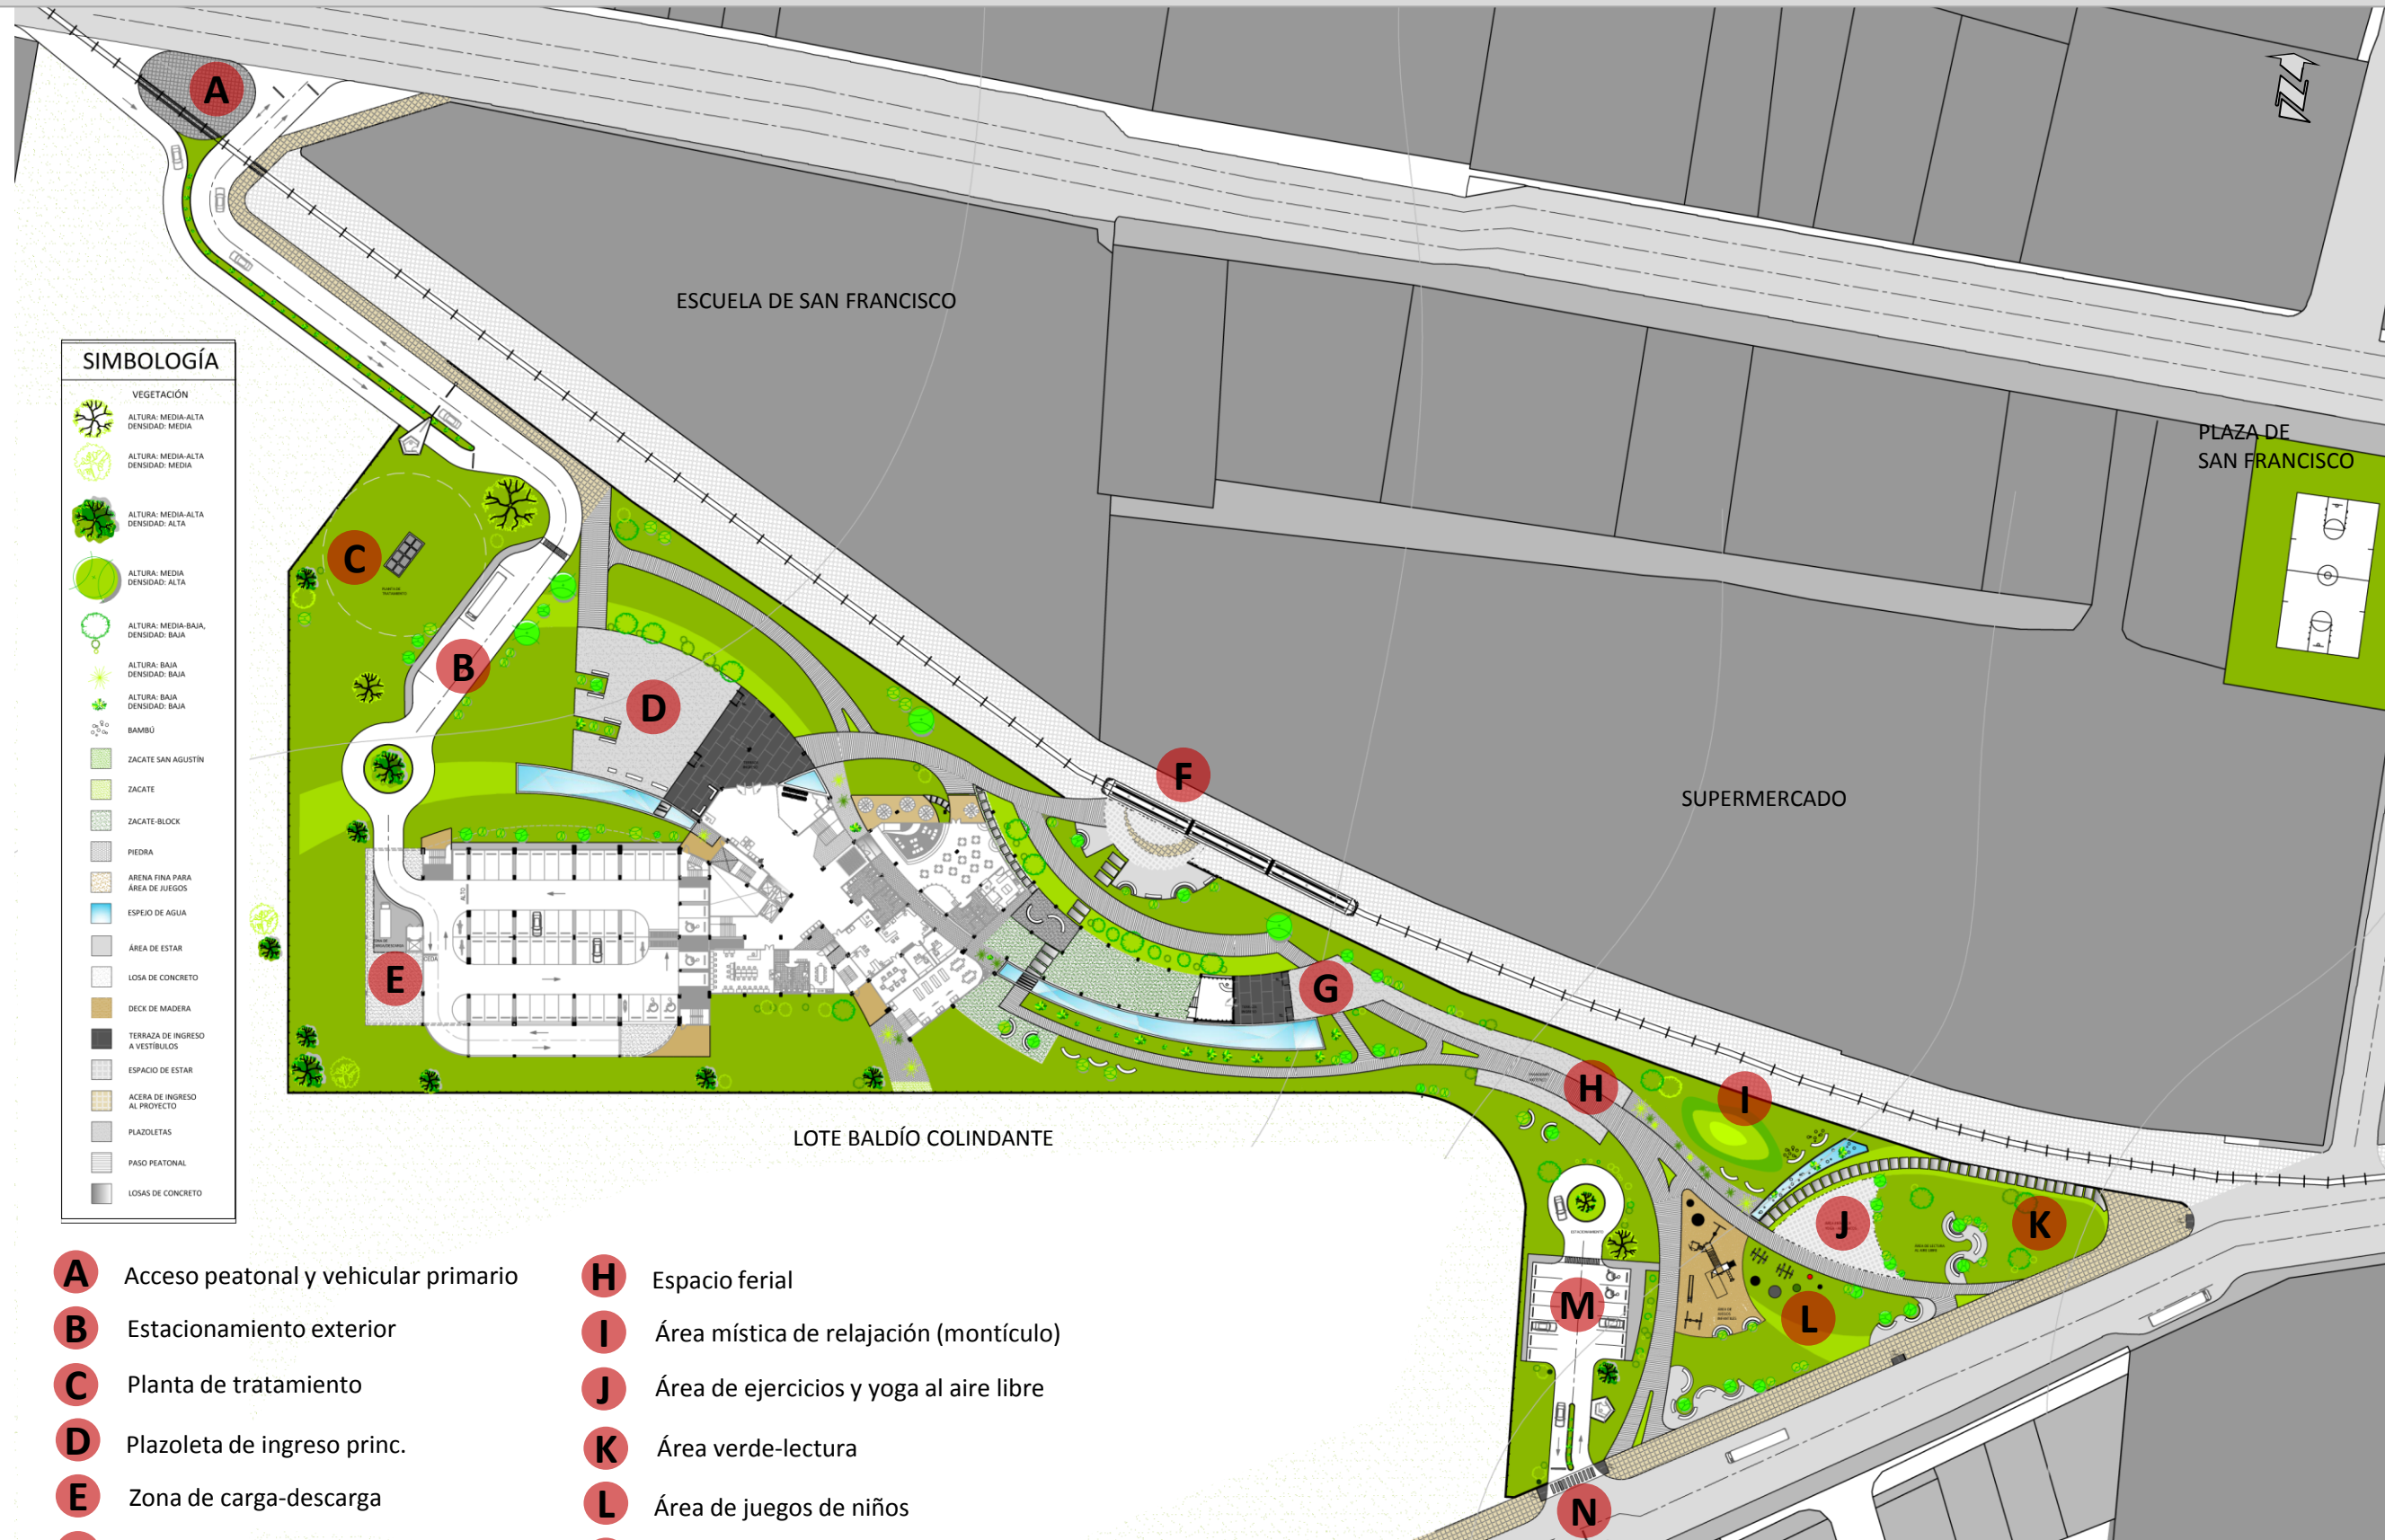 A
ESCUELA DE SAN FRANCISCO
PLAZA DE
SAN FRANCISCO
SIMBOLOGÍA
VEGETACIÓN
ALTURA: MEDIA-ALTA
DENSIDAD: MEDIA
ALTURA: MEDIA-ALTA
DENSIDAD: MEDIA
ALTURA: MEDIA-ALTA
DENSIDAD: ALTA
ALTURA: MEDIA
DENSIDAD: ALTA
ALTURA: MEDIA-BAJA,
DENSIDAD: BAJA
ALTURA: BAJA
DENSIDAD: BAJA
ALTURA: BAJA
DENSIDAD: BAJA
BAMBÚ
ZACATE SAN AGUSTÍN
ZACATE
ZACATE-BLOCK
PIEDRA
ARENA FINA PARA
ÁREA DE JUEGOS
ESPEJO DE AGUA
ÁREA DE ESTAR
LOSA DE CONCRETO
DECK DE MADERA
TERRAZA DE INGRESO
A VESTÍBULOS
ESPACIO DE ESTAR
ACERA DE INGRESO
AL PROYECTO
PLAZOLETAS
PASO PEATONAL
LOSAS DE CONCRETO
C
PLANTA DE
TRATAMIENTO
B
D
F
SUPERMERCADO
ALTO
CEDA
E
G
H
I
LOTE BALDÍO COLINDANTE
J
K
ESTACIONAMIENTO
M
L
N
A Acceso peatonal y vehicular primario
B Estacionamiento exterior
C Planta de tratamiento
D Plazoleta de ingreso princ.
E Zona de carga-descarga
H Espacio ferial
I Área mística de relajación (montículo)
J Área de ejercicios y yoga al aire libre
K Área verde-lectura
L Área de juegos de niños